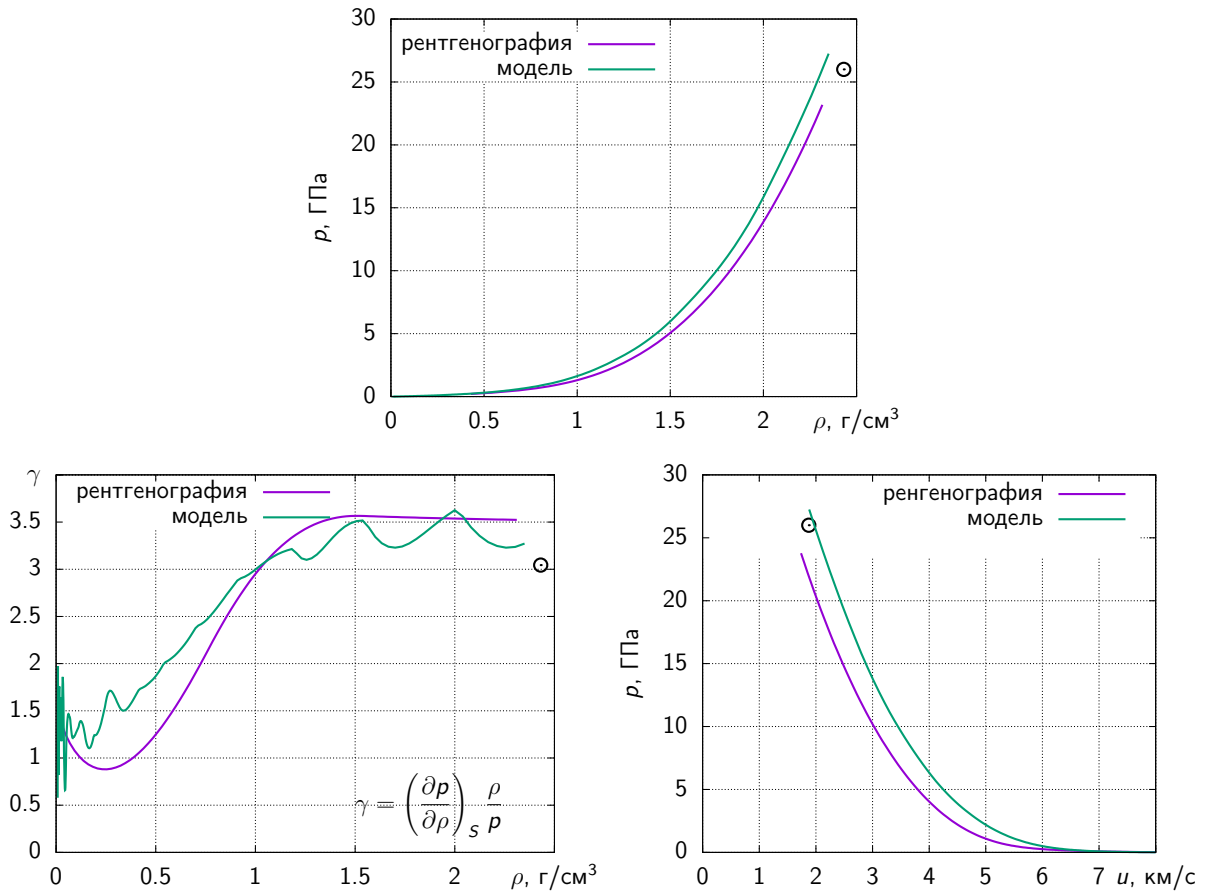 30
25
20
15
10
5
0
p, ГПа
рентгенография
модель
0 0.5 1 1.5 2 ρ, г/см³
γ
3.5
3
2.5
2
1.5
1
0.5
0
рентгенография
модель
γ = (∂p/∂ρ)_S ρ/p
0 0.5 1 1.5 2 ρ, г/см³
30
25
20
15
10
5
0
p, ГПа
ренгенография
модель
0 1 2 3 4 5 6 7 u, км/с